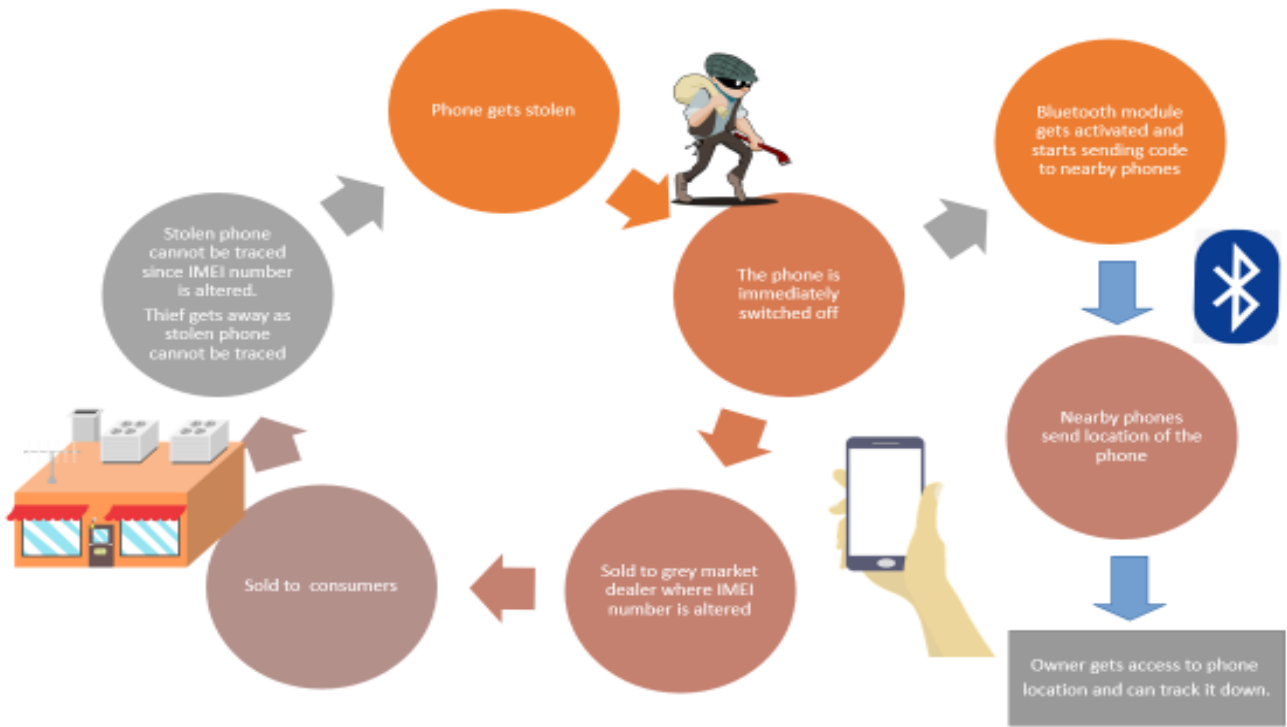 Phone gets stolen
Bluetooth module
gets activated and
starts sending code
to nearby phones
Stolen phone
cannot be traced
since IMEI number
is altered.
Thief gets away as
stolen phone
cannot be traced
The phone is
immediately
switched off
Nearby phones
send location of the
phone
Sold to consumers
Sold to grey market
dealer where IMEI
number is altered
Owner gets access to phone
location and can track it down.